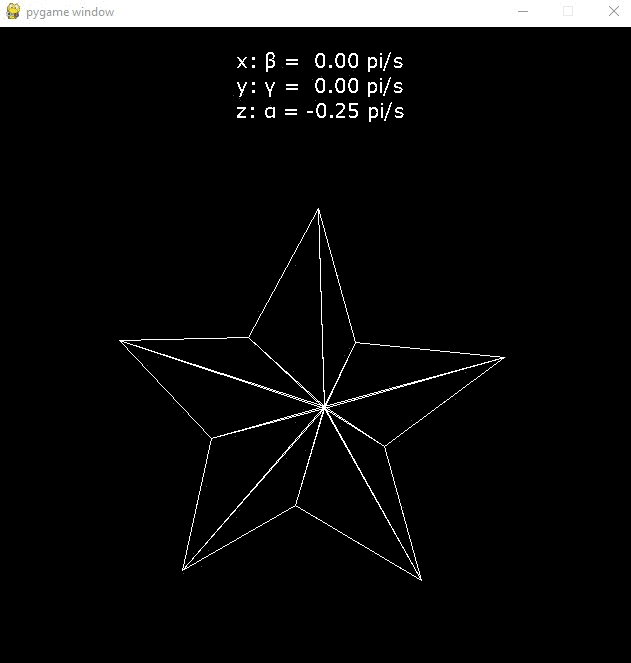 pygame window
x: β = 0.00 pi/s
y: γ = 0.00 pi/s
z: α = -0.25 pi/s